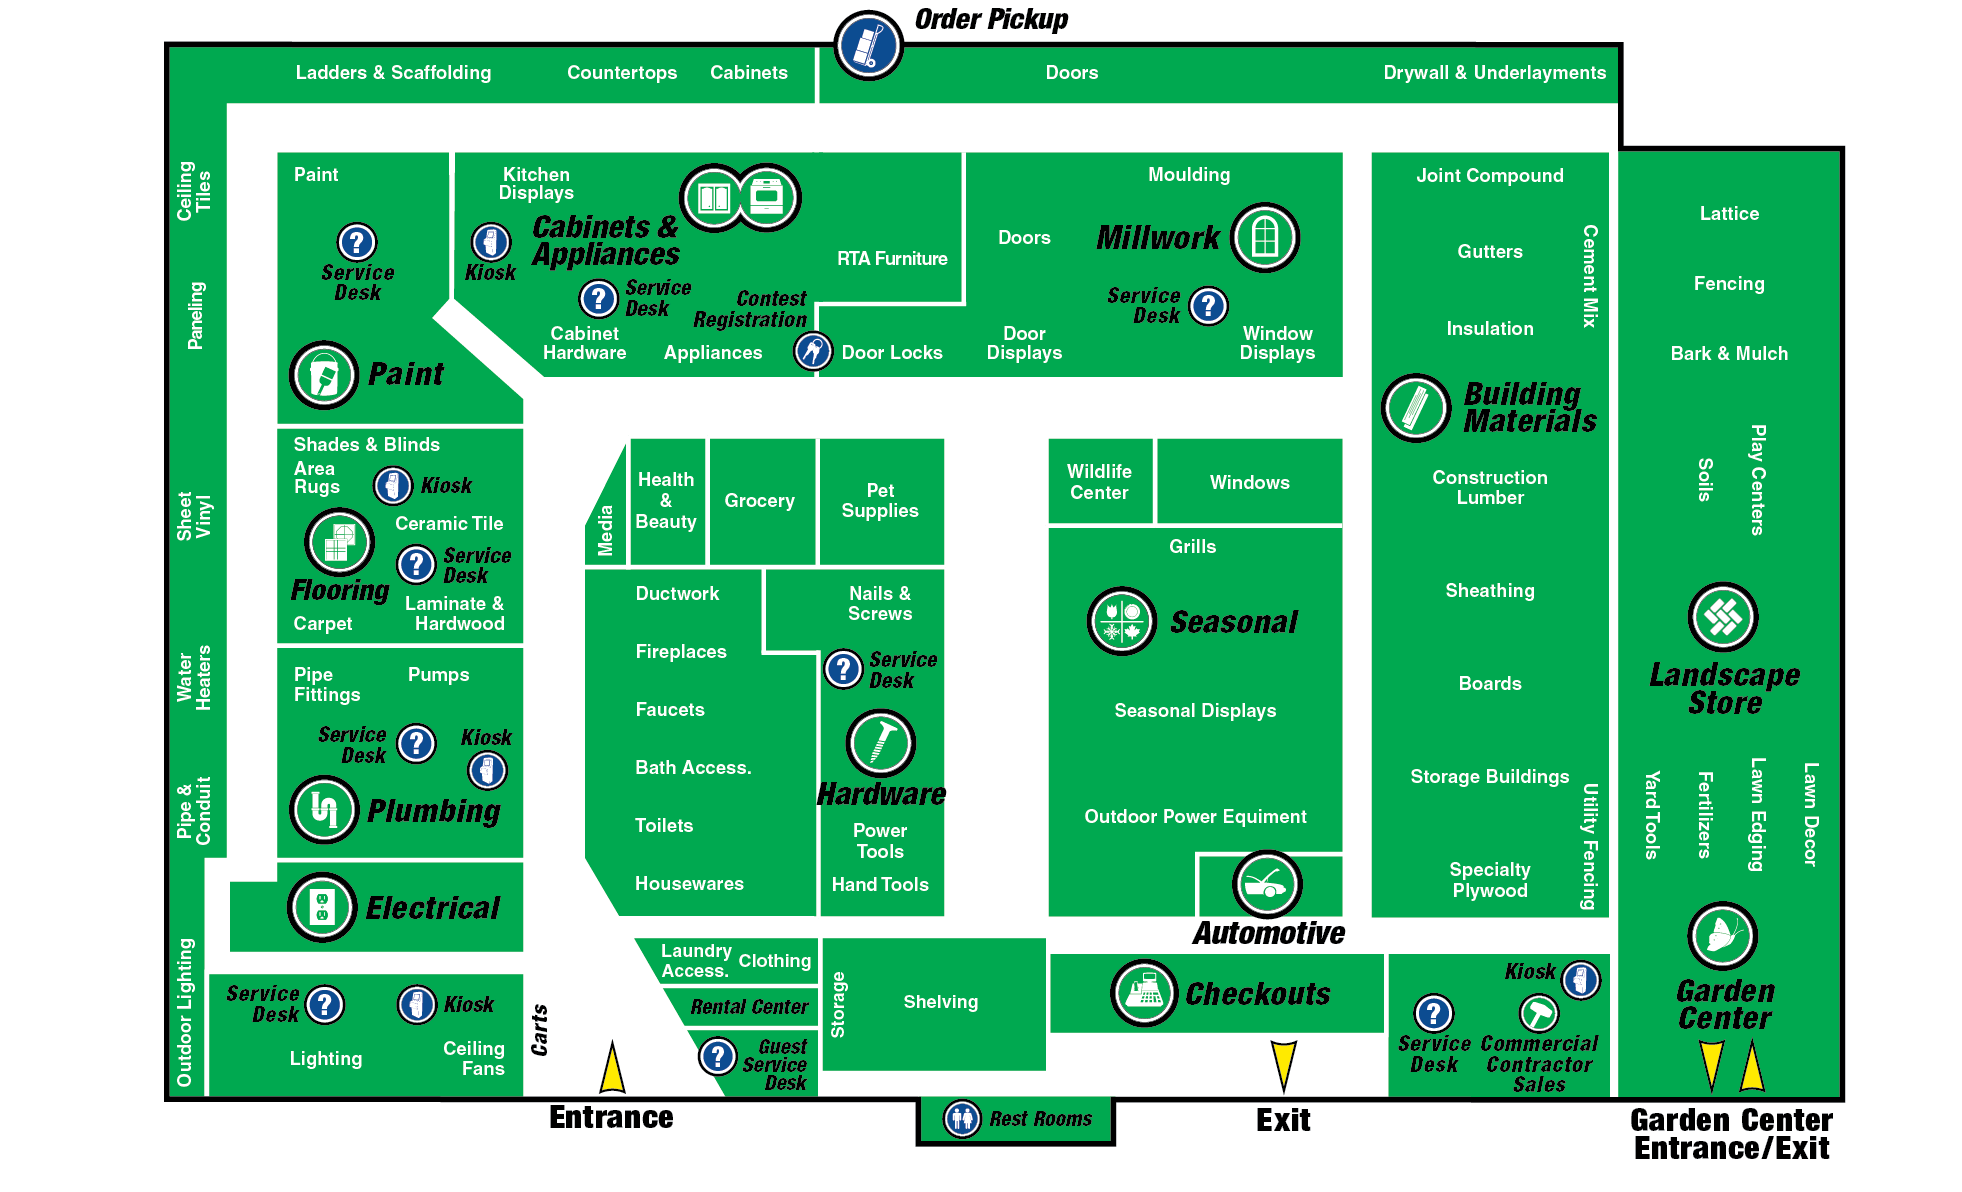 Order Pickup
Ladders & Scaffolding
Countertops
Cabinets
Doors
Drywall & Underlayments
Ceiling
Tiles
Paneling
Sheet
Vinyl
Water
Heaters
Pipe &
Conduit
Outdoor Lighting
Paint
Service
Desk
Paint
Kitchen
Displays
Cabinets &
Appliances
Kiosk
Service
Desk
Contest
Registration
Cabinet
Hardware
Appliances
RTA Furniture
Door Locks
Moulding
Doors
Millwork
Service
Desk
Door
Displays
Window
Displays
Joint Compound
Gutters
Cement Mix
Insulation
Building
Materials
Construction
Lumber
Sheathing
Boards
Storage Buildings
Utility Fencing
Specialty
Plywood
Lattice
Fencing
Bark & Mulch
Soils
Play Centers
Landscape
Store
Yard Tools
Fertilizers
Lawn Edging
Lawn Decor
Garden
Center
Shades & Blinds
Area
Rugs
Kiosk
Ceramic Tile
Service
Desk
Flooring
Laminate &
Hardwood
Carpet
Pipe
Fittings
Pumps
Service
Desk
Kiosk
Plumbing
Electrical
Service
Desk
Kiosk
Lighting
Ceiling
Fans
Carts
Media
Health
&
Beauty
Grocery
Pet
Supplies
Ductwork
Fireplaces
Faucets
Bath Access.
Toilets
Housewares
Nails &
Screws
Service
Desk
Hardware
Power
Tools
Hand Tools
Wildlife
Center
Windows
Grills
Seasonal
Seasonal Displays
Outdoor Power Equiment
Automotive
Laundry
Access.
Clothing
Rental Center
Guest
Service
Desk
Storage
Shelving
Checkouts
Kiosk
Service
Desk
Commercial
Contractor
Sales
Entrance
Rest Rooms
Exit
Garden Center
Entrance/Exit